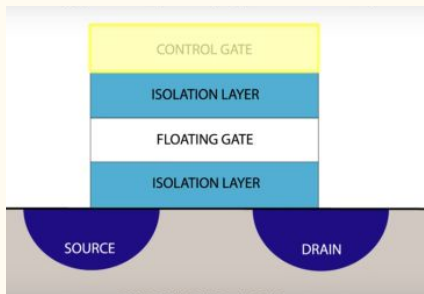 CONTROL GATE
ISOLATION LAYER
FLOATING GATE
ISOLATION LAYER
SOURCE
DRAIN